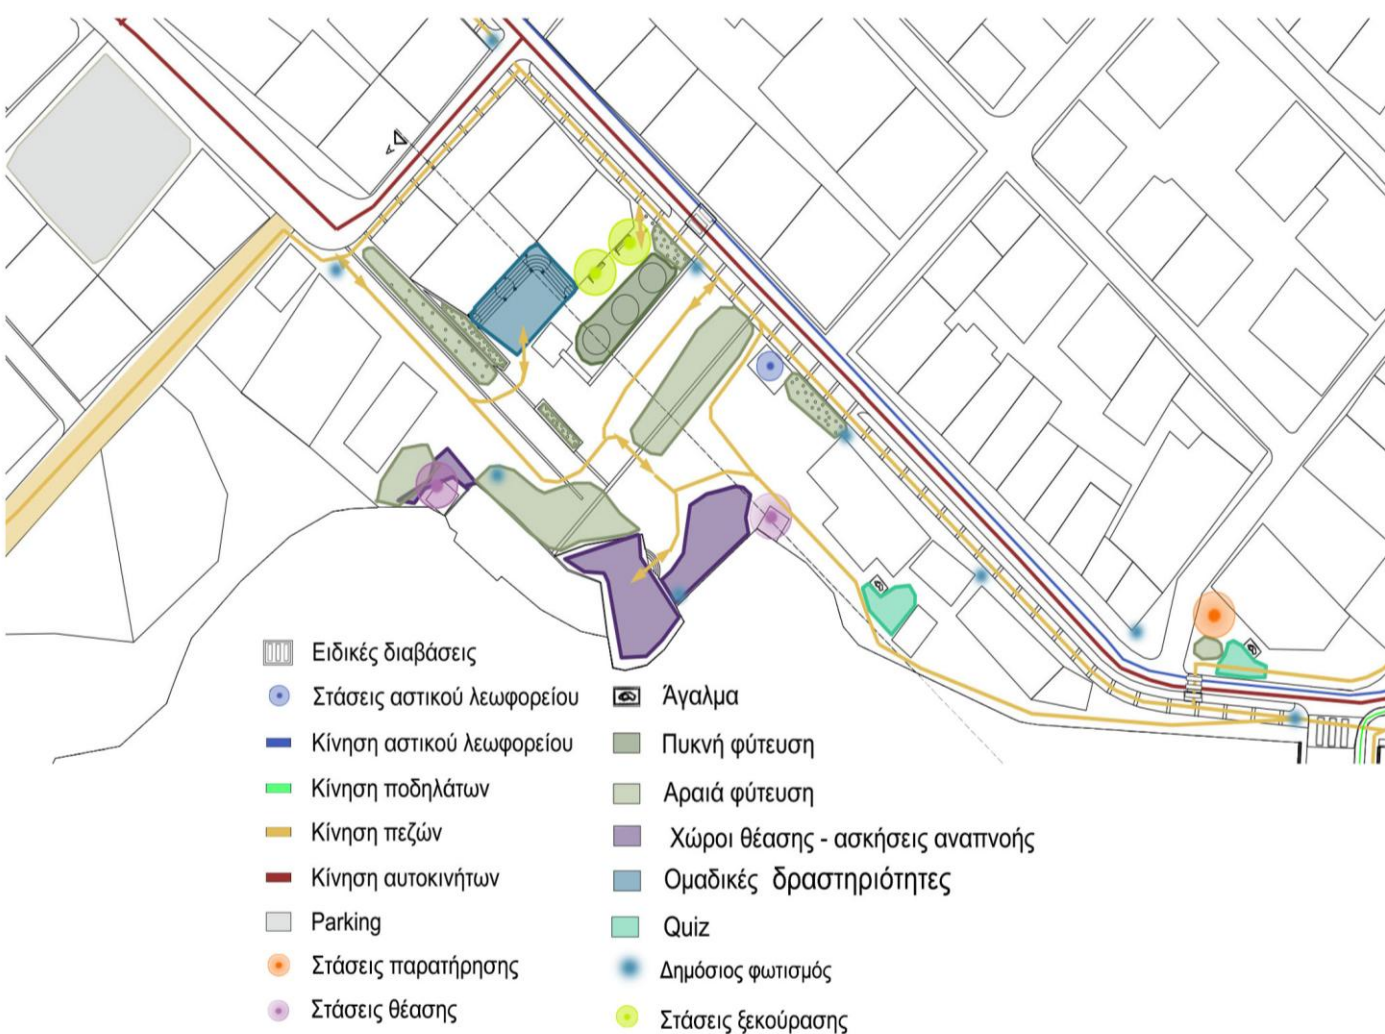 A
Ειδικές διαβάσεις
Στάσεις αστικού λεωφορείου
Κίνηση αστικού λεωφορείου
Κίνηση ποδηλάτων
Κίνηση πεζών
Κίνηση αυτοκινήτων
Parking
Στάσεις παρατήρησης
Στάσεις θέασης
Άγαλμα
Πυκνή φύτευση
Αραιά φύτευση
Χώροι θέασης - ασκήσεις αναπνοής
Ομαδικές δραστηριότητες
Quiz
Δημόσιος φωτισμός
Στάσεις ξεκούρασης